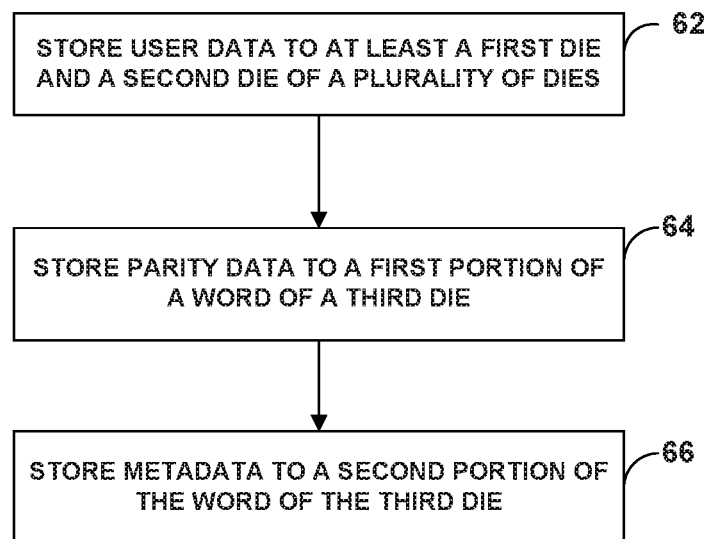 STORE USER DATA TO AT LEAST A FIRST DIE
AND A SECOND DIE OF A PLURALITY OF DIES
62
STORE PARITY DATA TO A FIRST PORTION OF
A WORD OF A THIRD DIE
64
STORE METADATA TO A SECOND PORTION OF
THE WORD OF THE THIRD DIE
66